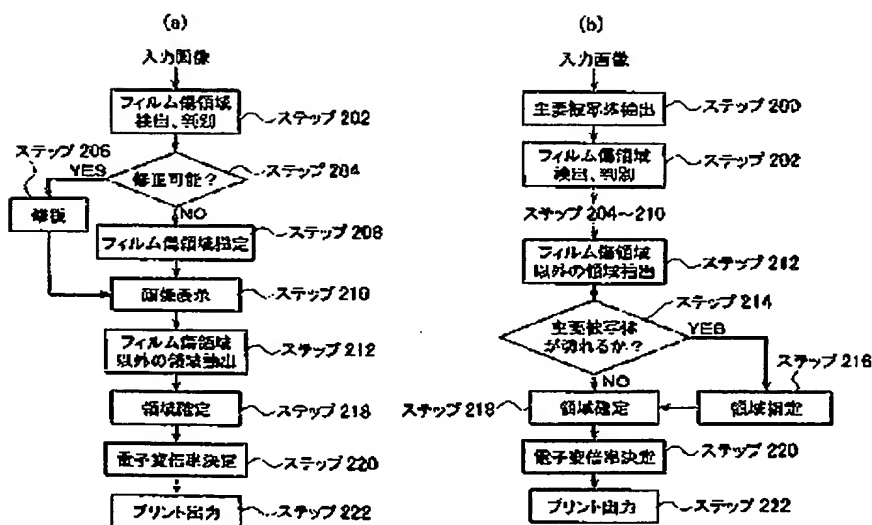 (a)
入力画像
フィルム傷領域
検出、判別
ステップ 202
ステップ 206
YES
修正可能?
ステップ 204
修復
NO
フィルム傷領域指定
ステップ 208
画像表示
ステップ 210
フィルム傷領域
以外の領域抽出
ステップ 212
領域確定
ステップ 218
電子変倍率決定
ステップ 220
プリント出力
ステップ 222
(b)
入力画像
主要被写体抽出
ステップ 200
フィルム傷領域
検出、判別
ステップ 202
ステップ 204～210
フィルム傷領域
以外の領域抽出
ステップ 212
ステップ 214
主要被写体
が切れるか?
YES
ステップ 216
NO
ステップ 218
領域確定
領域指定
電子変倍率決定
ステップ 220
プリント出力
ステップ 222